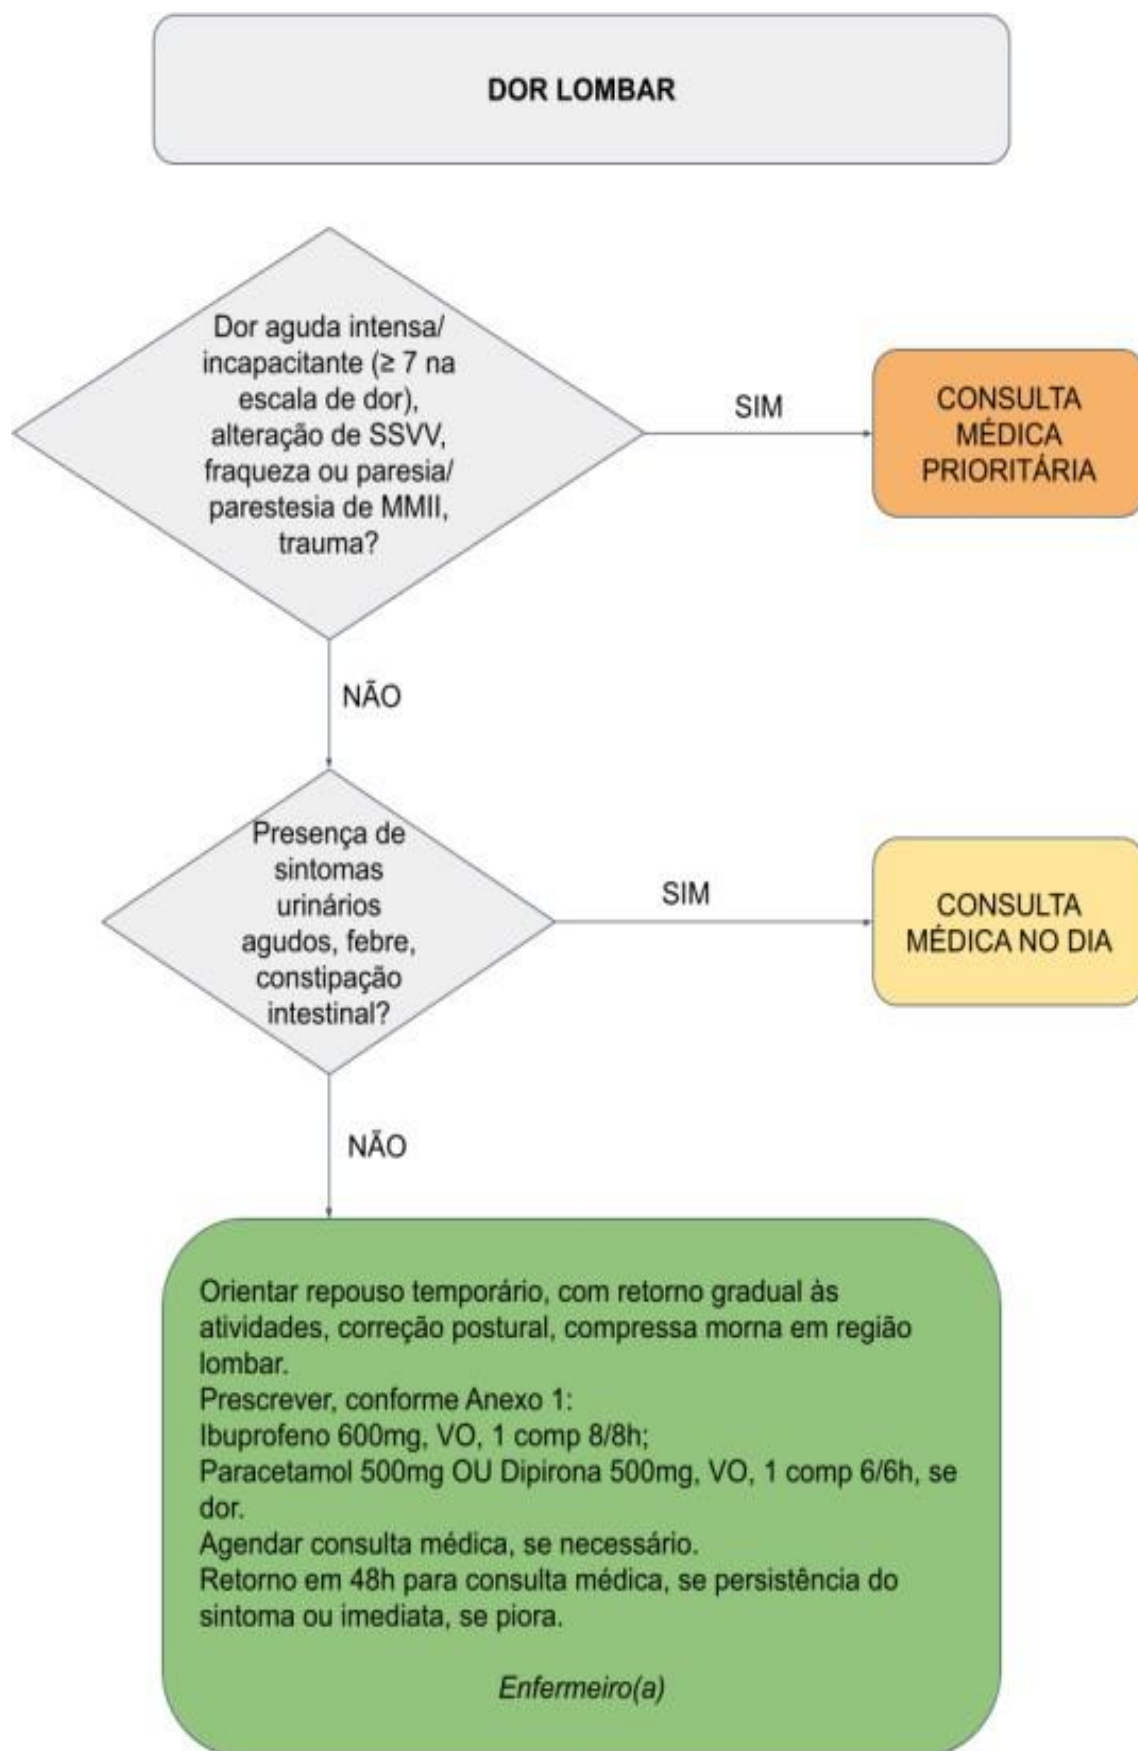 DOR LOMBAR
Dor aguda intensa/
incapacitante (≥ 7 na
escala de dor),
alteração de SSVV,
fraqueza ou paresia/
parestesia de MMII,
trauma?
SIM
CONSULTA
MÉDICA
PRIORITÁRIA
NÃO
Presença de
sintomas
urinários
agudos, febre,
constipação
intestinal?
SIM
CONSULTA
MÉDICA NO DIA
NÃO
Orientar repouso temporário, com retorno gradual às
atividades, correção postural, compressa morna em região
lombar.
Prescrever, conforme Anexo 1:
Ibuprofeno 600mg, VO, 1 comp 8/8h;
Paracetamol 500mg OU Dipirona 500mg, VO, 1 comp 6/6h, se
dor.
Agendar consulta médica, se necessário.
Retorno em 48h para consulta médica, se persistência do
sintoma ou imediata, se piora.
Enfermeiro(a)